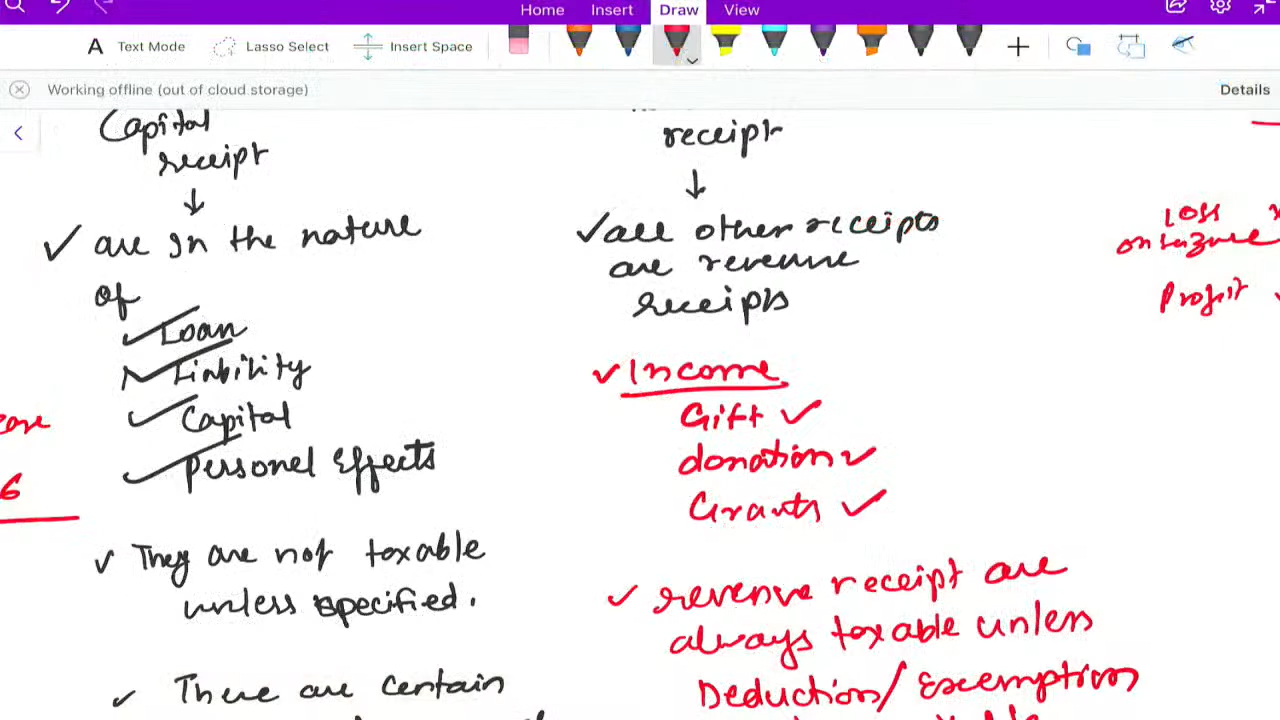 Home Insert Draw View
Text Mode Lasso Select Insert Space
Working offline (out of cloud storage) Details
Capital
receipt
↓
✓ are in the nature
of
✓ Loan
✓ Liability
✓ Capital
✓ Personel Effects
✓ They are not taxable
unless specified.
✓ There are certain
receipt
↓
✓ all other receipts
are revenue
receipts
✓ Income
Gift ✓
donation ✓
Grants ✓
✓ revenue receipt are
always taxable unless
Deduction/ Exemptions
Loss
on seizure
Profit
6